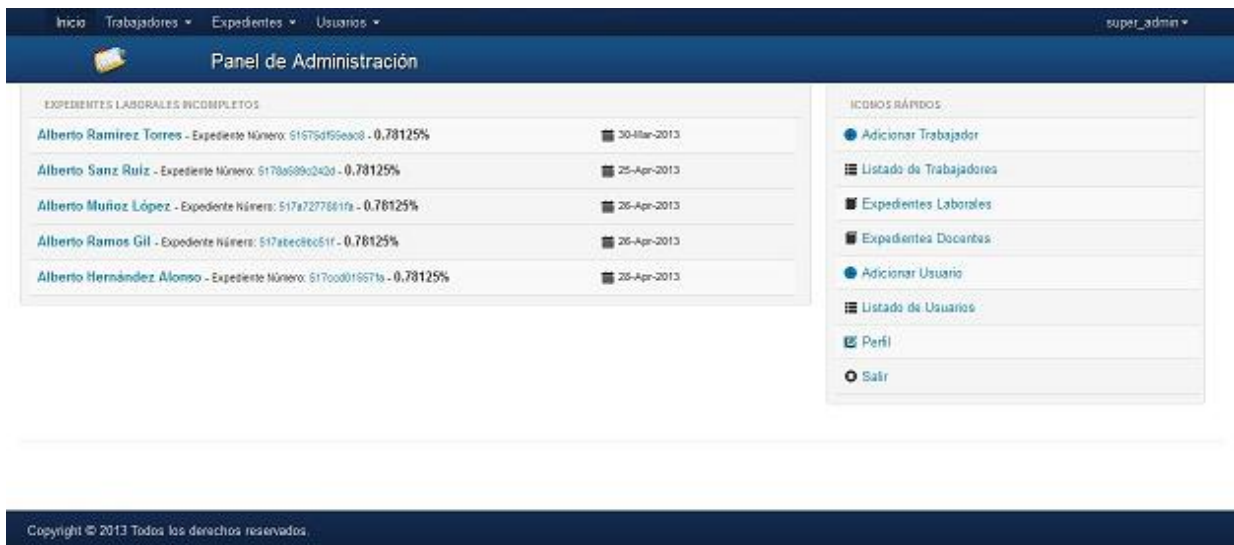 Inicio Trabajadores Expedientes Usuarios super_admin
Panel de Administración
EXPEDIENTES LABORALES INCOMPLETOS
Alberto Ramírez Torres - Expediente Número: - 0.78125% 30-Mar-2013
Alberto Sanz Ruíz - Expediente Número: - 0.78125% 25-Apr-2013
Alberto Muñoz López - Expediente Número: - 0.78125% 26-Apr-2013
Alberto Ramos Gil - Expediente Número: - 0.78125% 26-Apr-2013
Alberto Hernández Alonso - Expediente Número: - 0.78125% 28-Apr-2013
ICONOS RÁPIDOS
Adicionar Trabajador
Listado de Trabajadores
Expedientes Laborales
Expedientes Docentes
Adicionar Usuario
Listado de Usuarios
Perfil
Salir
Copyright © 2013 Todos los derechos reservados.